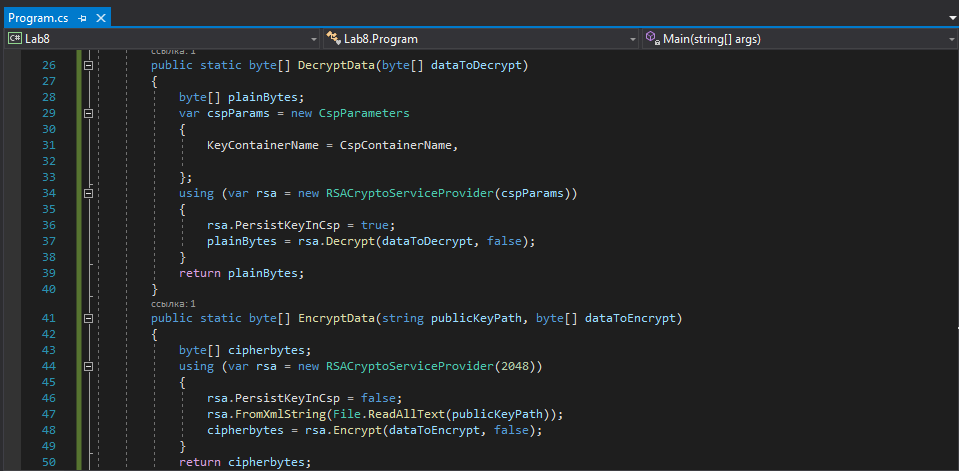 Program.cs
C# Lab8 Lab8.Program Main(string[] args)
ссылка: 1
26 public static byte[] DecryptData(byte[] dataToDecrypt)
27 {
28 byte[] plainBytes;
29 var cspParams = new CspParameters
30 {
31 KeyContainerName = CspContainerName,
32
33 };
34 using (var rsa = new RSACryptoServiceProvider(cspParams))
35 {
36 rsa.PersistKeyInCsp = true;
37 plainBytes = rsa.Decrypt(dataToDecrypt, false);
38 }
39 return plainBytes;
40 }
ссылка: 1
41 public static byte[] EncryptData(string publicKeyPath, byte[] dataToEncrypt)
42 {
43 byte[] cipherbytes;
44 using (var rsa = new RSACryptoServiceProvider(2048))
45 {
46 rsa.PersistKeyInCsp = false;
47 rsa.FromXmlString(File.ReadAllText(publicKeyPath));
48 cipherbytes = rsa.Encrypt(dataToEncrypt, false);
49 }
50 return cipherbytes;